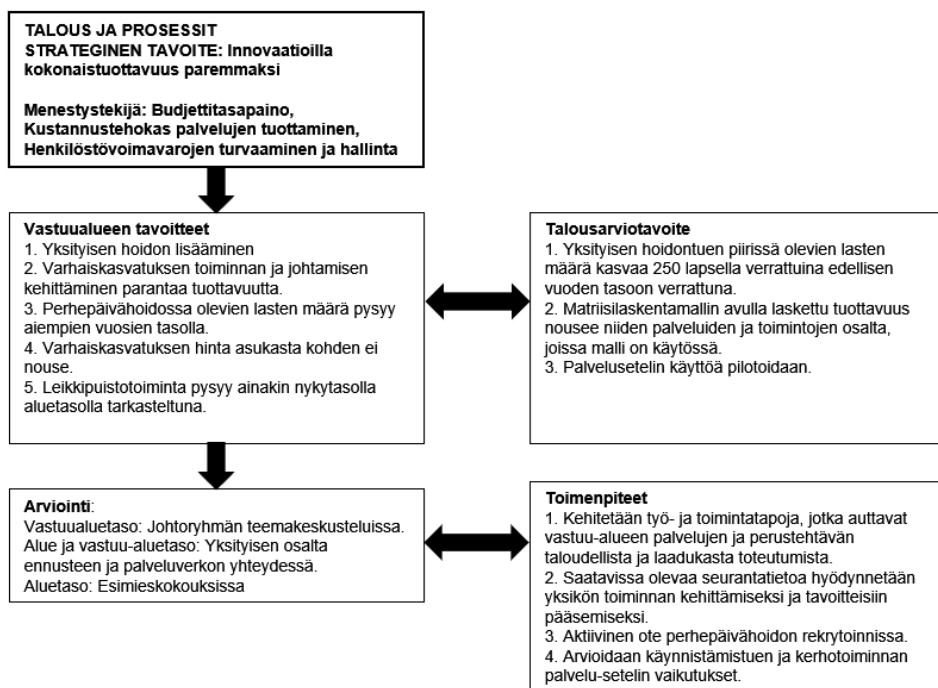 TALOUS JA PROSESSIT
STRATEGINEN TAVOITE: Innovaatioilla
kokonaistuottavuus paremmaksi
Menestystekijä: Budjettitasapaino,
Kustannustehokas palvelujen tuottaminen,
Henkilöstövoimavarojen turvaaminen ja hallinta
Vastuualueen tavoitteet
1. Yksityisen hoidon lisääminen
2. Varhaiskasvatuksen toiminnan ja johtamisen
kehittäminen parantaa tuottavuutta.
3. Perhepäivähoidossa olevien lasten määrä pysyy
aiempien vuosien tasolla.
4. Varhaiskasvatuksen hinta asukasta kohden ei
nouse.
5. Leikkipuistotoiminta pysyy ainakin nykytasolla
aluetasolla tarkasteltuna.
Talousarviotavoite
1. Yksityisen hoidontuen piirissä olevien lasten
määrä kasvaa 250 lapsella verrattuina edellisen
vuoden tasoon verrattuna.
2. Matriisilaskentamallin avulla laskettu tuottavuus
nousee niiden palveluiden ja toimintojen osalta,
joissa malli on käytössä.
3. Palvelusetelin käyttöä pilotoidaan.
Arviointi:
Vastuualuetaso: Johtoryhmän teemakeskusteluissa.
Alue ja vastuu-aluetaso: Yksityisen osalta
ennusteen ja palveluverkon yhteydessä.
Aluetaso: Esimieskokouksissa
Toimenpiteet
1. Kehitetään työ- ja toimintatapoja, jotka auttavat
vastuu-alueen palvelujen ja perustehtävän
taloudellista ja laadukasta toteutumista.
2. Saatavissa olevaa seurantatietoa hyödynnetään
yksikön toiminnan kehittämiseksi ja tavoitteisiin
pääsemiseksi.
3. Aktiivinen ote perhepäivähoidon rekrytoinnissa.
4. Arvioidaan käynnistämistuen ja kerhotoiminnan
palvelu-setelin vaikutukset.